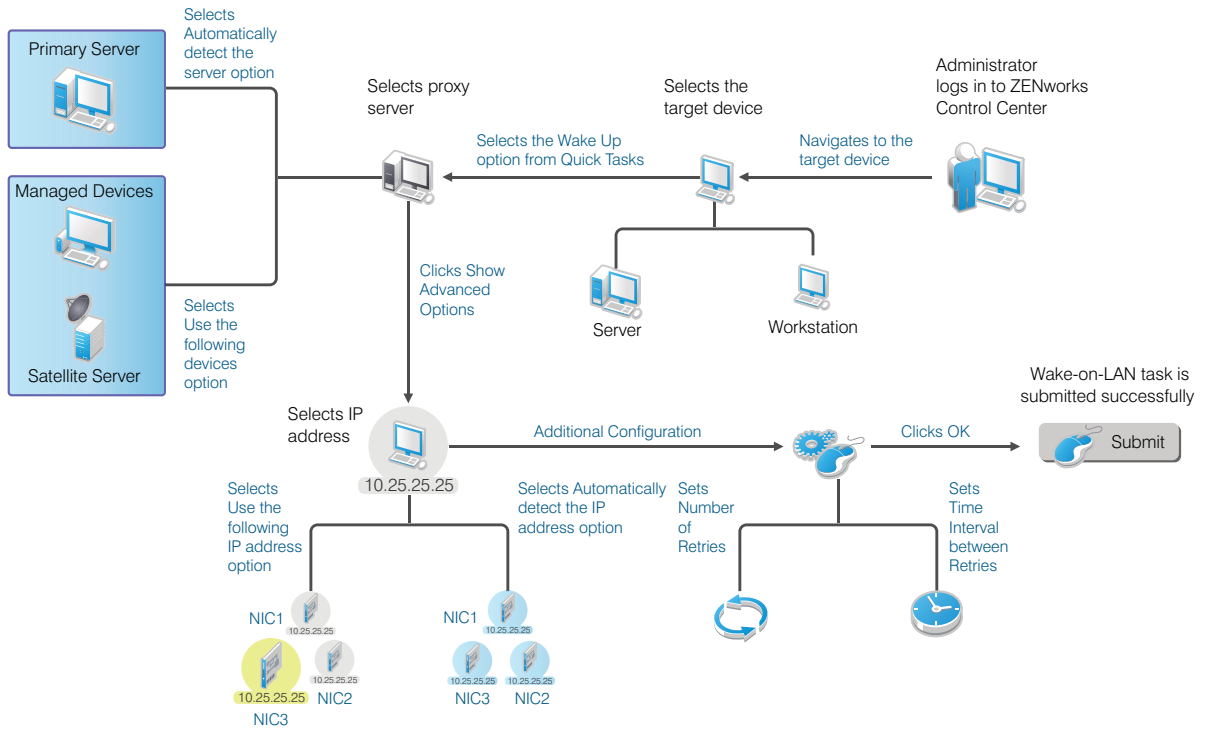 Selects
Automatically
detect the
server option
Primary Server
Managed Devices
Satellite Server
Selects
Use the
following
devices
option
Selects proxy
server
Selects the Wake Up
option from Quick Tasks
Selects the
target device
Navigates to the
target device
Administrator
logs in to ZENworks
Control Center
Server
Workstation
Clicks Show
Advanced
Options
Selects IP
address
10.25.25.25
Additional Configuration
Clicks OK
Wake-on-LAN task is
submitted successfully
Submit
Selects
Use the
following
IP address
option
Selects Automatically
detect the IP
address option
Sets
Number
of
Retries
Sets
Time
Interval
between
Retries
NIC1
10.25.25.25
10.25.25.25
NIC2
10.25.25.25
NIC3
NIC1
10.25.25.25
10.25.25.25
NIC3
10.25.25.25
NIC2